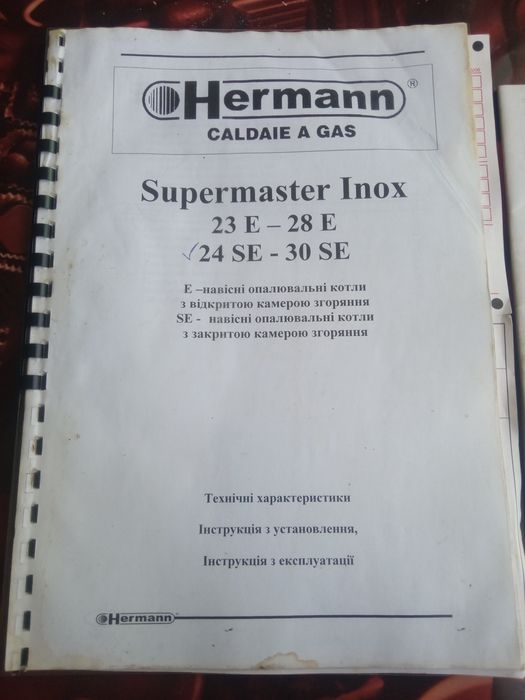 Hermann®
CALDAIE A GAS
Supermaster Inox
23 E – 28 E
✓24 SE - 30 SE
E –навісні опалювальні котли
з відкритою камерою згоряння
SE - навісні опалювальні котли
з закритою камерою згоряння
Технічні характеристики
Інструкція з установлення,
Інструкція з експлуатації
Hermann